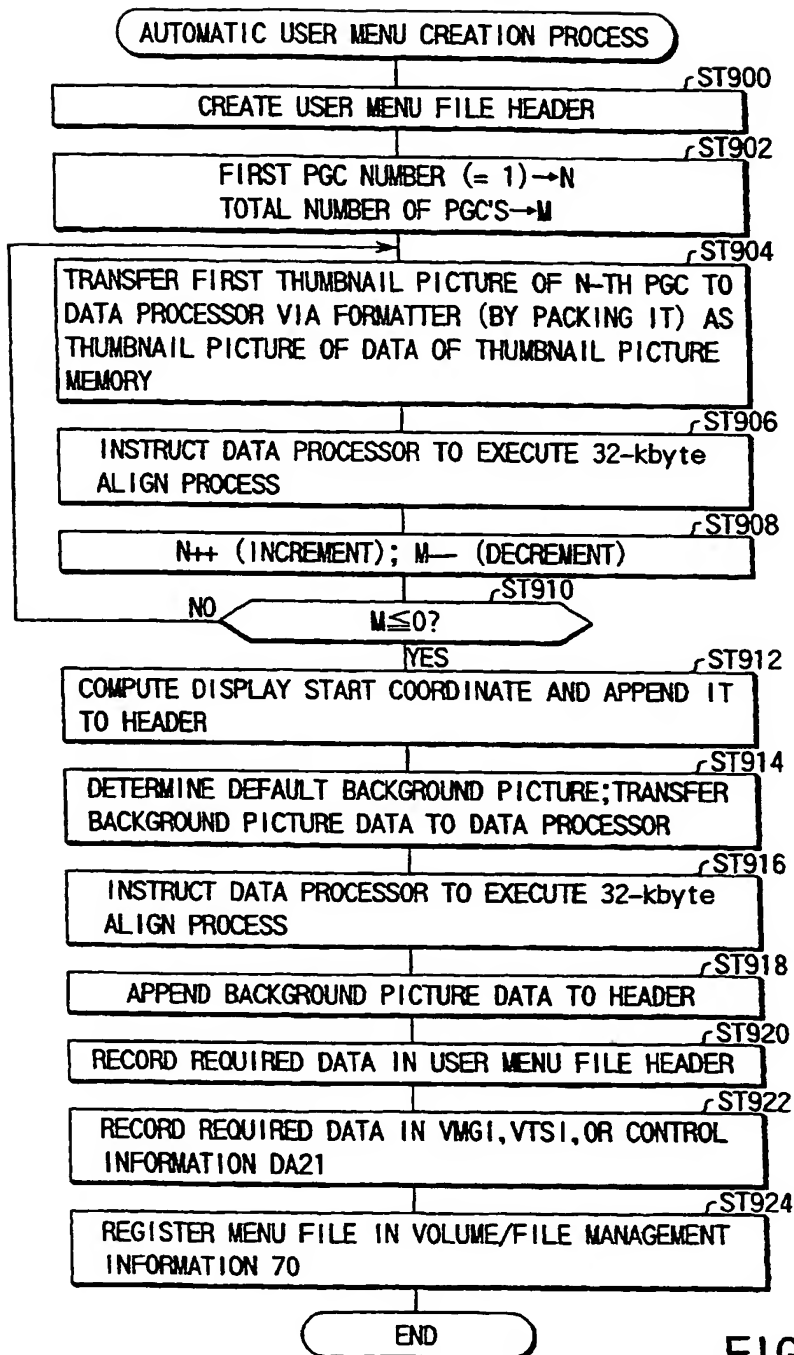 AUTOMATIC USER MENU CREATION PROCESS
ST900
CREATE USER MENU FILE HEADER
ST902
FIRST PGC NUMBER (= 1)→N
TOTAL NUMBER OF PGC'S→M
ST904
TRANSFER FIRST THUMBNAIL PICTURE OF N-TH PGC TO
DATA PROCESSOR VIA FORMATTER (BY PACKING IT) AS
THUMBNAIL PICTURE OF DATA OF THUMBNAIL PICTURE
MEMORY
ST906
INSTRUCT DATA PROCESSOR TO EXECUTE 32-kbyte
ALIGN PROCESS
ST908
N++ (INCREMENT); M— (DECREMENT)
ST910
NO
M≦0?
YES
ST912
COMPUTE DISPLAY START COORDINATE AND APPEND IT
TO HEADER
ST914
DETERMINE DEFAULT BACKGROUND PICTURE;TRANSFER
BACKGROUND PICTURE DATA TO DATA PROCESSOR
ST916
INSTRUCT DATA PROCESSOR TO EXECUTE 32-kbyte
ALIGN PROCESS
ST918
APPEND BACKGROUND PICTURE DATA TO HEADER
ST920
RECORD REQUIRED DATA IN USER MENU FILE HEADER
ST922
RECORD REQUIRED DATA IN VMGI,VTSI,OR CONTROL
INFORMATION DA21
ST924
REGISTER MENU FILE IN VOLUME/FILE MANAGEMENT
INFORMATION 70
END